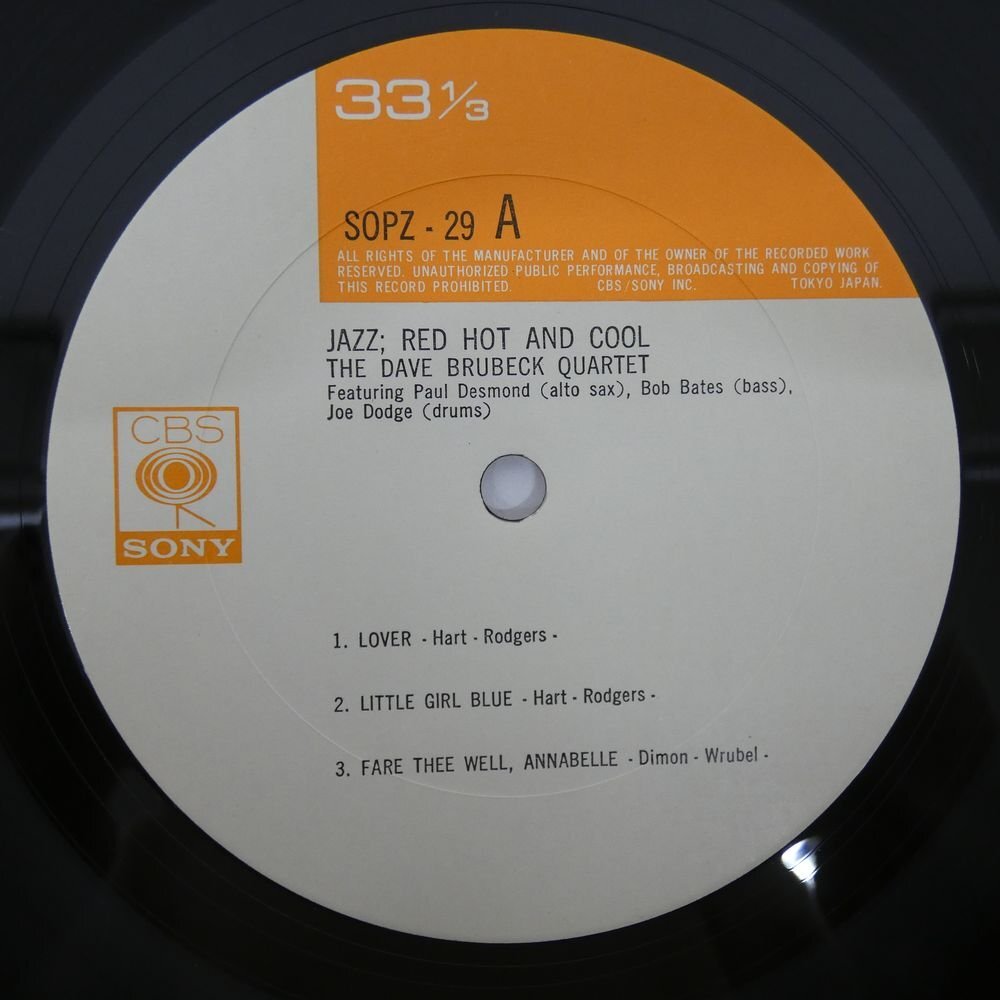 33 1/3
SOPZ - 29 A
ALL RIGHTS OF THE MANUFACTURER AND OF THE OWNER OF THE RECORDED WORK
RESERVED. UNAUTHORIZED PUBLIC PERFORMANCE, BROADCASTING AND COPYING OF
THIS RECORD PROHIBITED. CBS/SONY INC. TOKYO JAPAN.
JAZZ; RED HOT AND COOL
THE DAVE BRUBECK QUARTET
Featuring Paul Desmond (alto sax), Bob Bates (bass),
Joe Dodge (drums)
CBS
SONY
1. LOVER - Hart - Rodgers -
2. LITTLE GIRL BLUE - Hart - Rodgers -
3. FARE THEE WELL, ANNABELLE - Dimon - Wrubel -